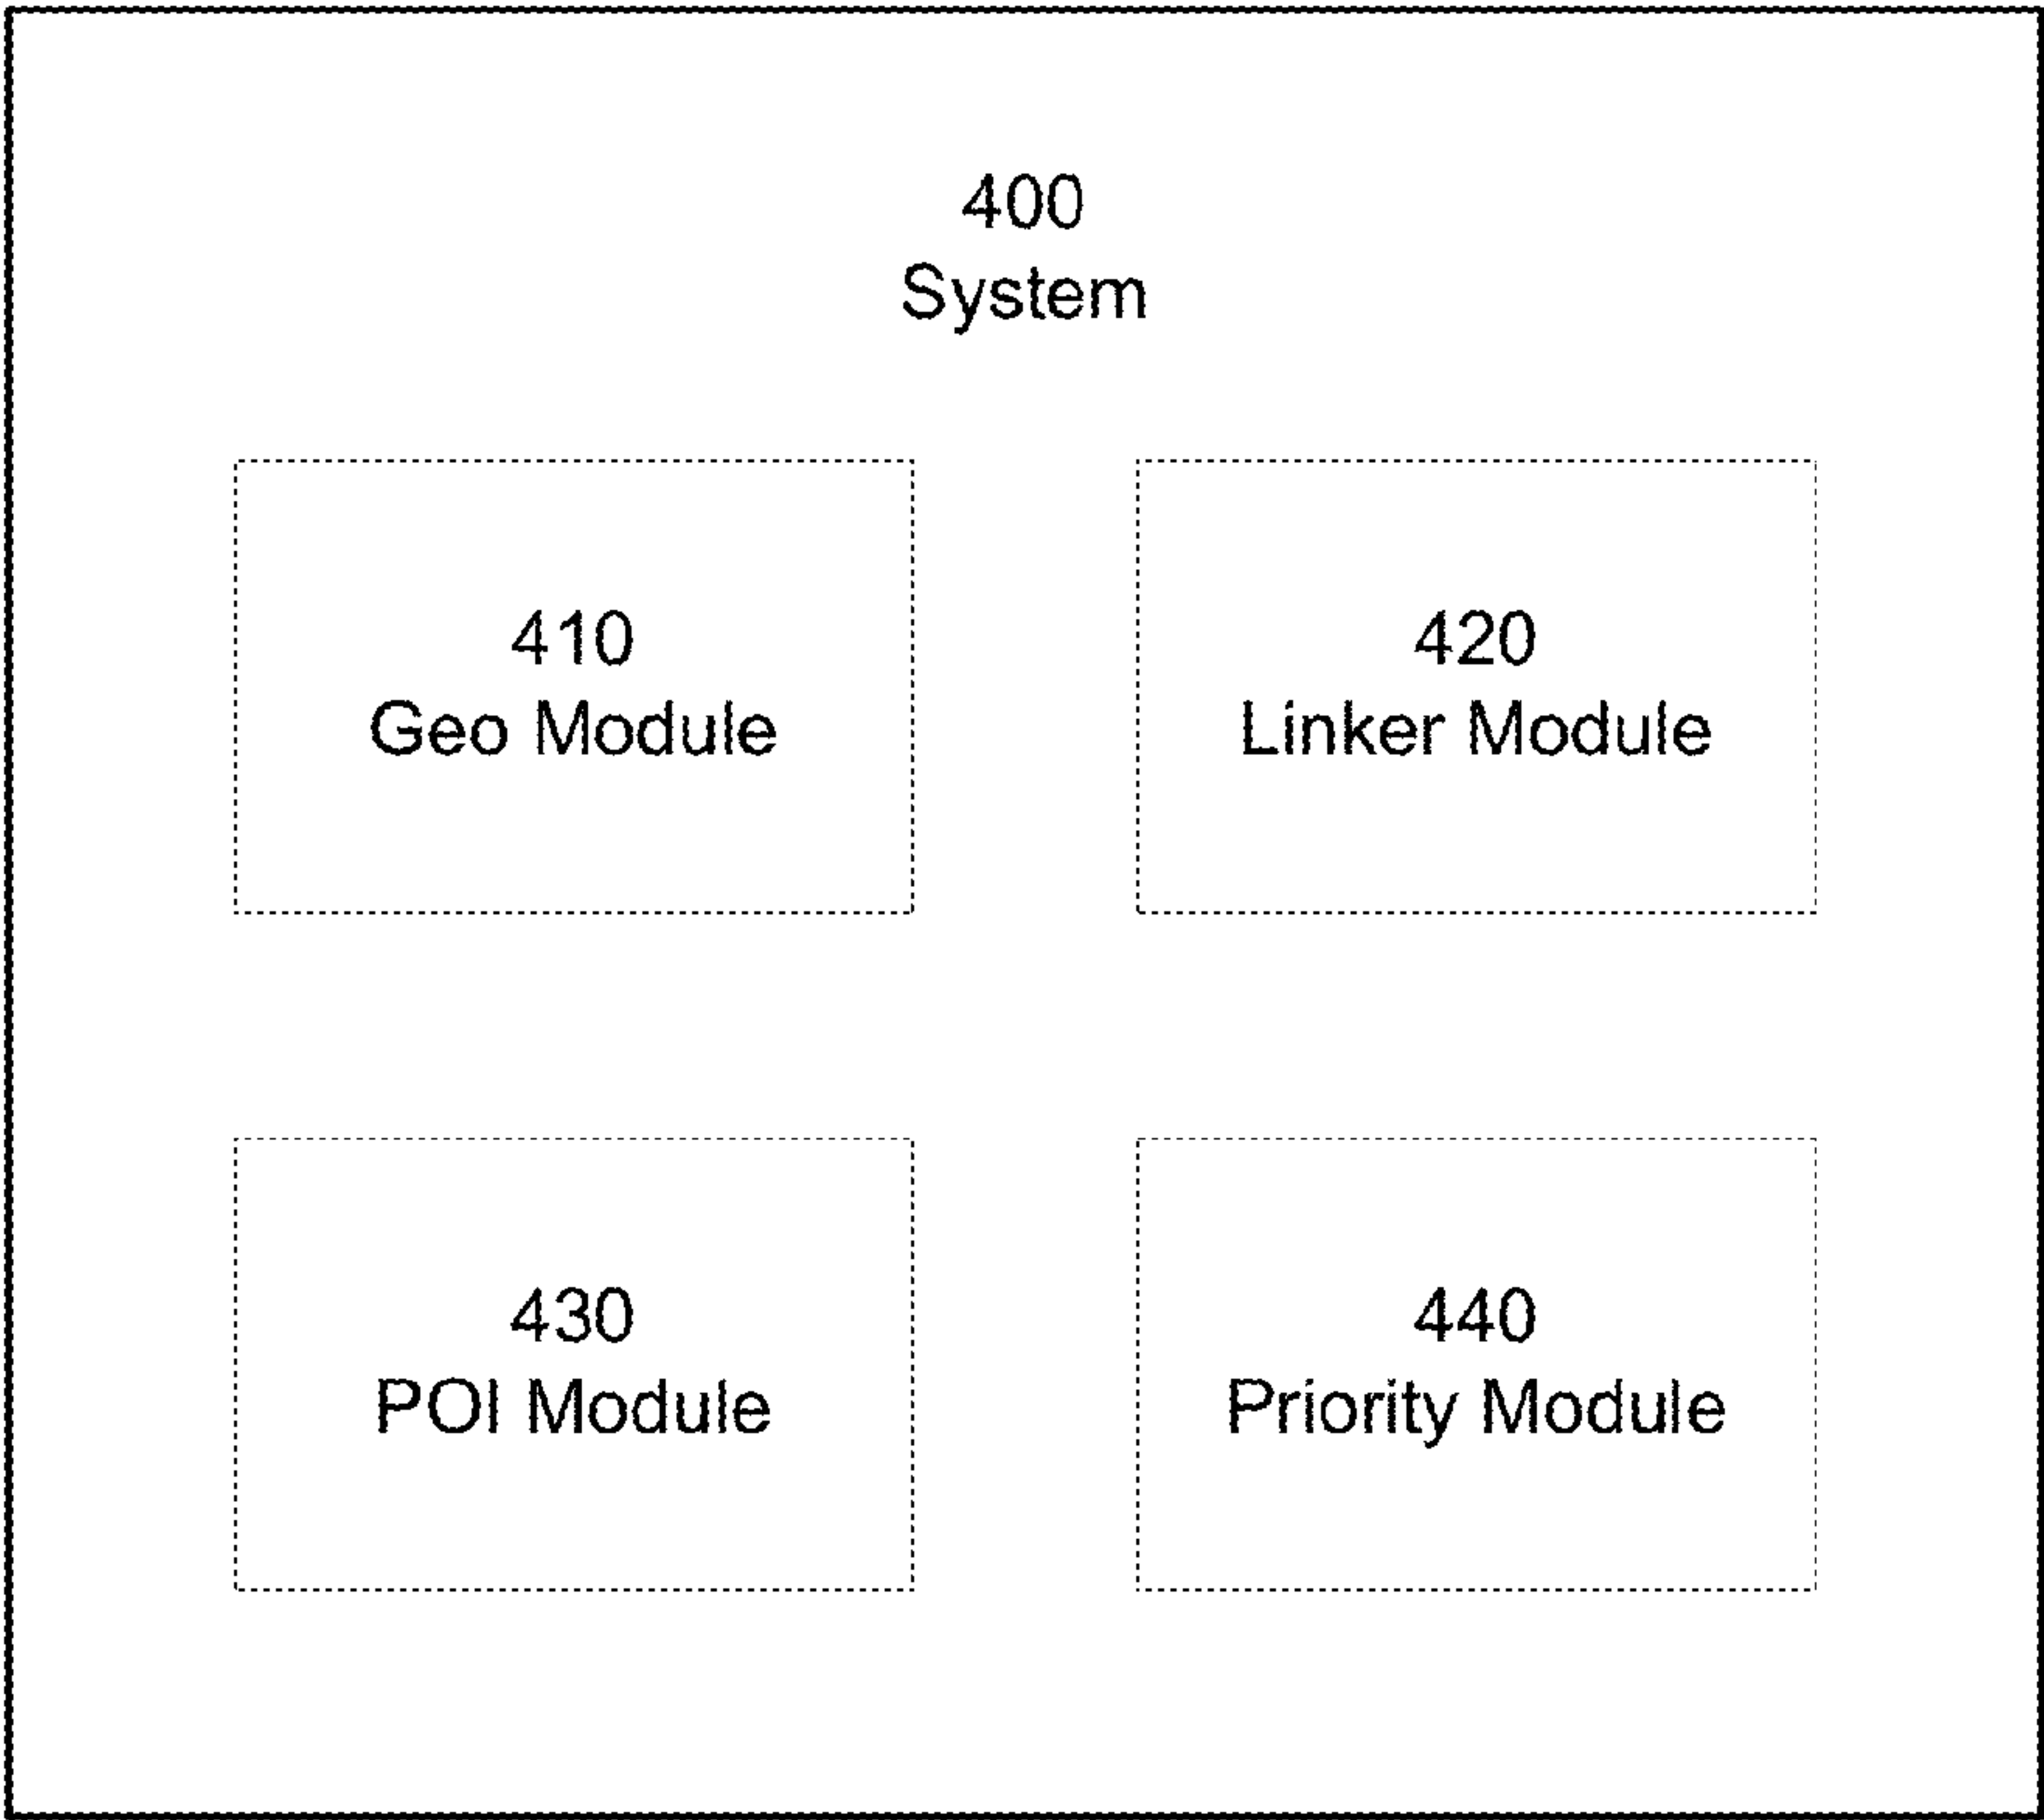 400
System
410
Geo Module
420
Linker Module
430
POI Module
440
Priority Module